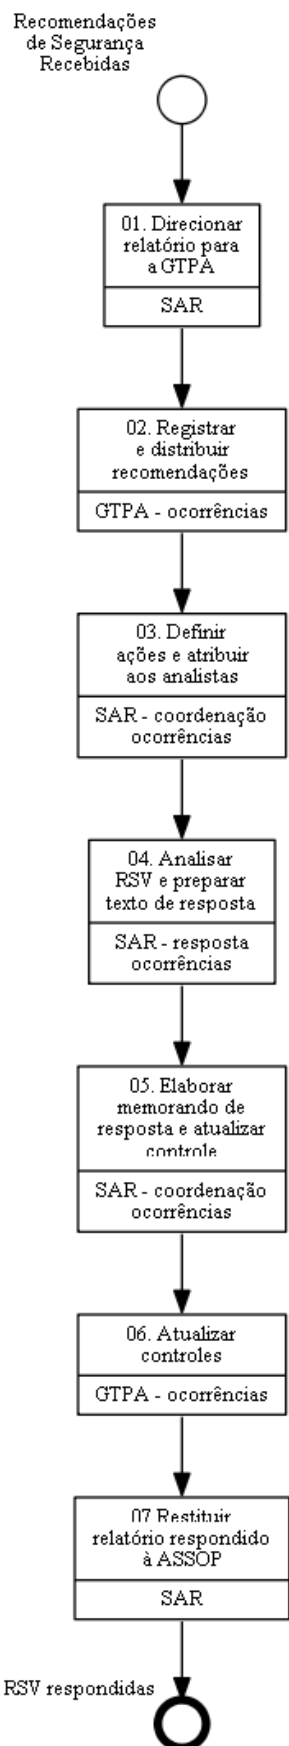 Recomendações
de Segurança
Recebidas
01. Direcionar
relatório para
a GTPA
SAR
02. Registrar
e distribuir
recomendações
GTPA - ocorrências
03. Definir
ações e atribuir
aos analistas
SAR - coordenação
ocorrências
04. Analisar
RSV e preparar
texto de resposta
SAR - resposta
ocorrências
05. Elaborar
memorando de
resposta e atualizar
controle
SAR - coordenação
ocorrências
06. Atualizar
controles
GTPA - ocorrências
07 Restituir
relatório respondido
à ASSOP
SAR
RSV respondidas